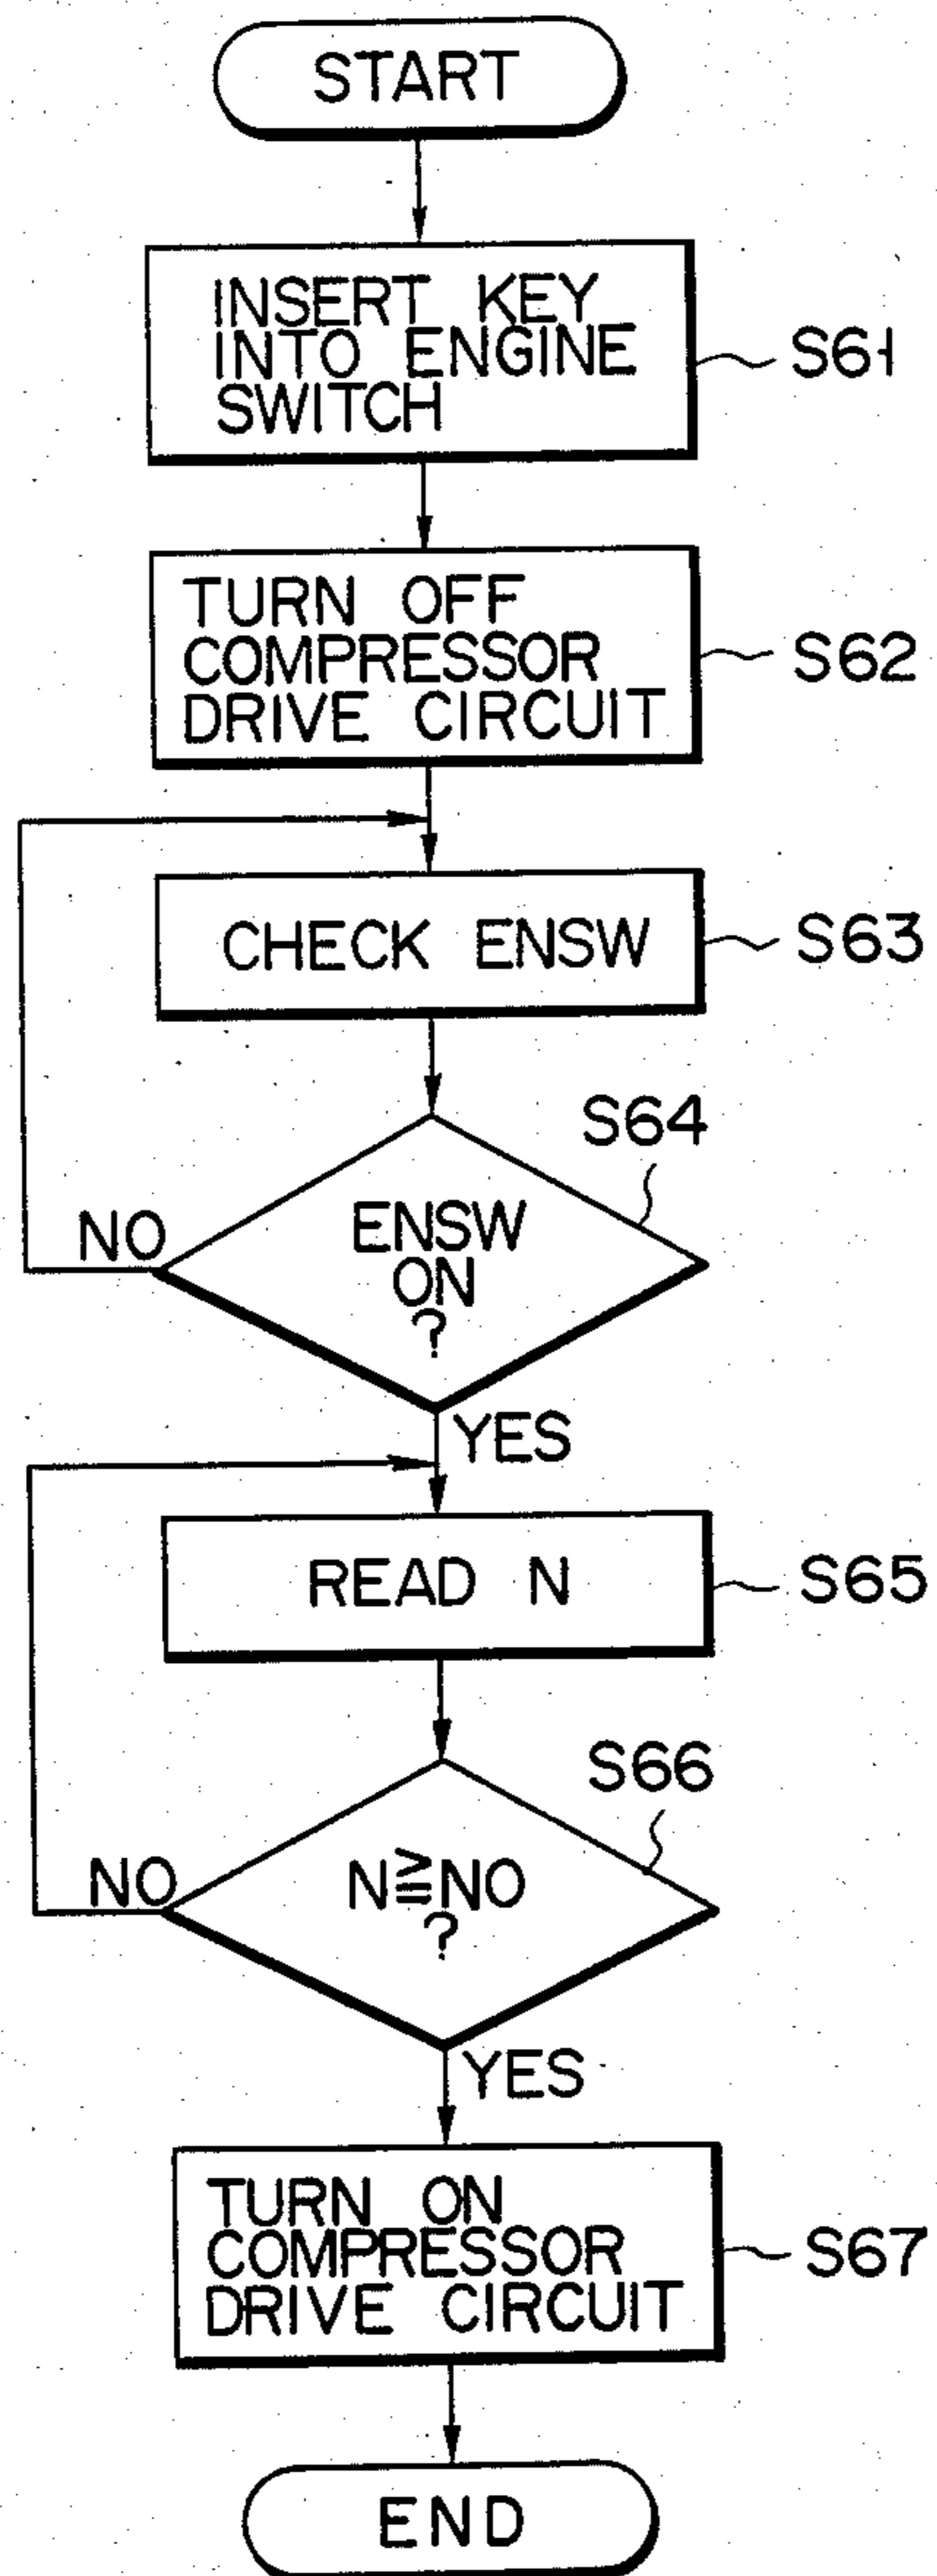 START
INSERT KEY
INTO ENGINE
SWITCH
S61
TURN OFF
COMPRESSOR
DRIVE CIRCUIT
S62
CHECK ENSW
S63
S64
ENSW
ON
?
NO
YES
READ N
S65
S66
N≧NO
?
NO
YES
TURN ON
COMPRESSOR
DRIVE CIRCUIT
S67
END